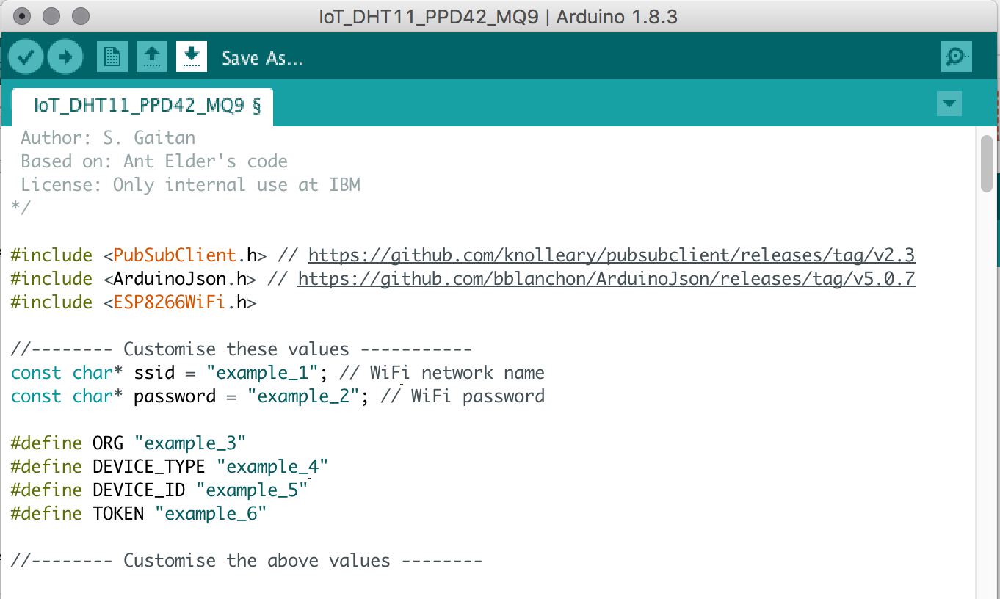 IoT_DHT11_PPD42_MQ9 | Arduino 1.8.3
Save As...
IoT_DHT11_PPD42_MQ9 §
Author: S. Gaitan
Based on: Ant Elder's code
License: Only internal use at IBM
*/
#include <PubSubClient.h> // https://github.com/knolleary/pubsubclient/releases/tag/v2.3
#include <ArduinoJson.h> // https://github.com/bblanchon/ArduinoJson/releases/tag/v5.0.7
#include <ESP8266WiFi.h>
//-------- Customise these values -----------
const char* ssid = "example_1"; // WiFi network name
const char* password = "example_2"; // WiFi password
#define ORG "example_3"
#define DEVICE_TYPE "example_4"
#define DEVICE_ID "example_5"
#define TOKEN "example_6"
//-------- Customise the above values --------